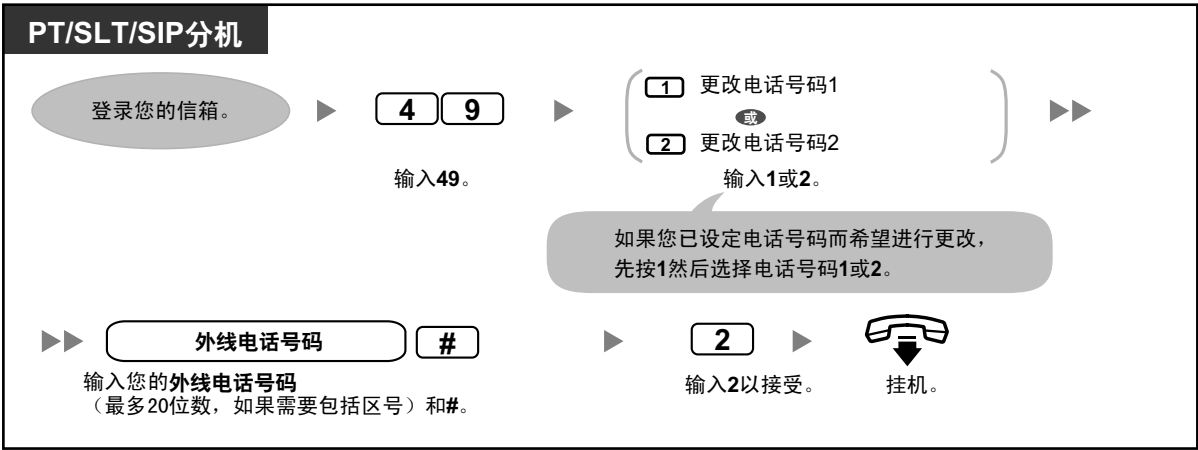 PT/SLT/SIP分机
登录您的信箱。
4 9
输入49。
1 更改电话号码1
或
2 更改电话号码2
输入1或2。
如果您已设定电话号码而希望进行更改，
先按1然后选择电话号码1或2。
外线电话号码 #
输入您的外线电话号码
（最多20位数，如果需要包括区号）和#。
2
输入2以接受。
挂机。